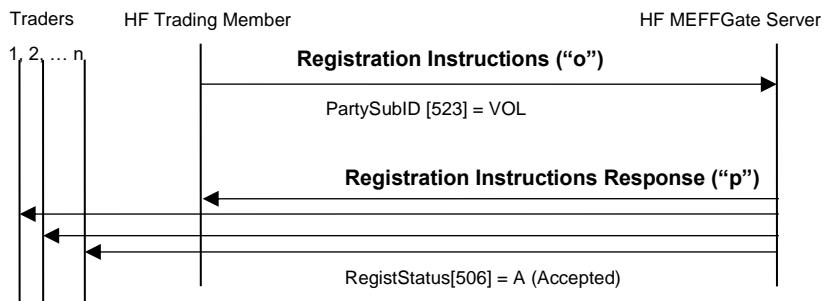 Traders HF Trading Member HF MEFFGate Server
1, 2, … n
Registration Instructions (“o”)
PartySubID [523] = VOL
Registration Instructions Response (“p”)
RegistStatus[506] = A (Accepted)